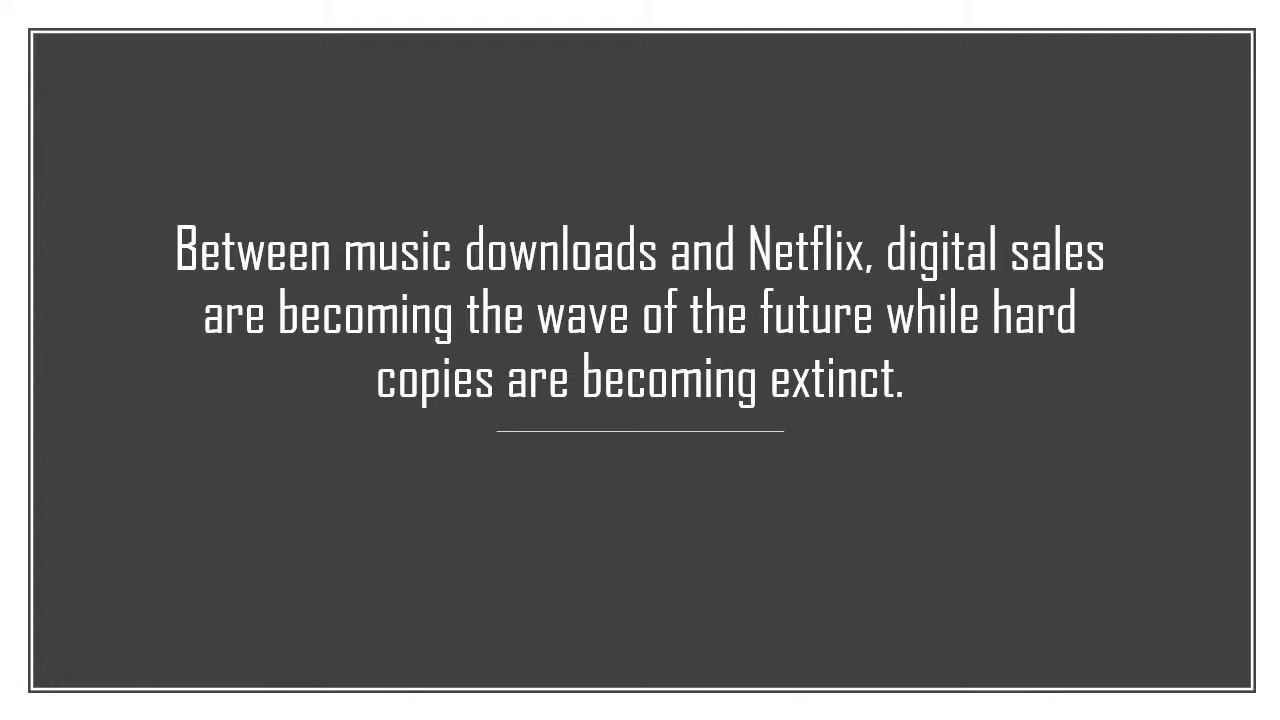 Between music downloads and Netflix, digital sales
are becoming the wave of the future while hard
copies are becoming extinct.